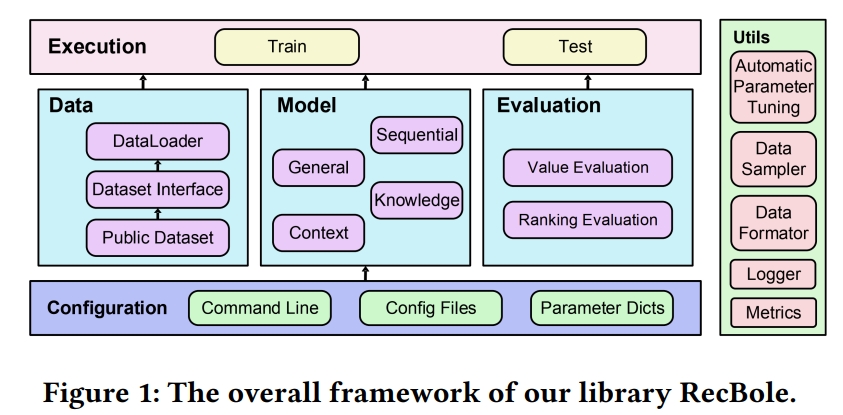 Execution
Train
Test
Data
DataLoader
Dataset Interface
Public Dataset
Model
Sequential
General
Knowledge
Context
Evaluation
Value Evaluation
Ranking Evaluation
Configuration
Command Line
Config Files
Parameter Dicts
Utils
Automatic
Parameter
Tuning
Data
Sampler
Data
Formator
Logger
Metrics
Figure 1: The overall framework of our library RecBole.